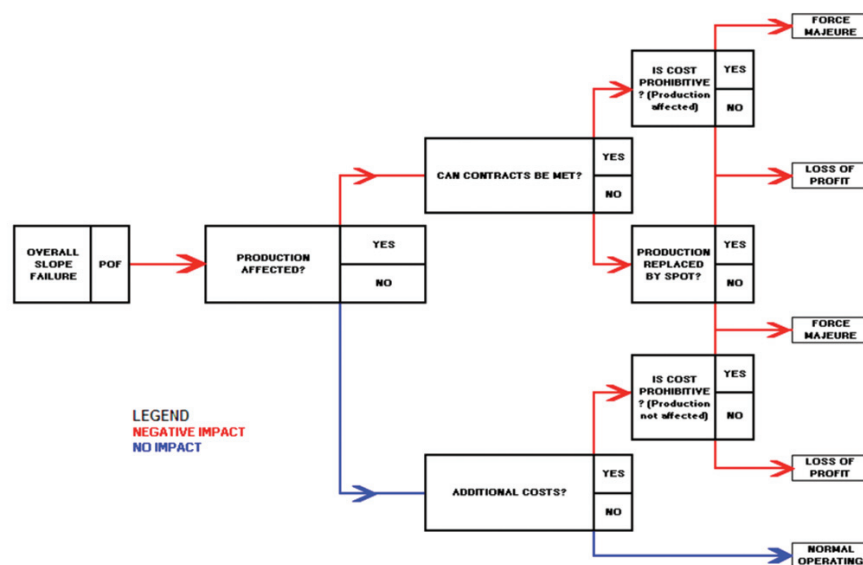 FORCE
MAJEURE
IS COST
PROHIBITIVE
? (Production
affected)
YES
NO
CAN CONTRACTS BE MET?
YES
NO
LOSS OF
PROFIT
OVERALL
SLOPE
FAILURE
POF
PRODUCTION
AFFECTED?
YES
NO
PRODUCTION
REPLACED
BY SPOT?
YES
NO
FORCE
MAJEURE
IS COST
PROHIBITIVE
? (Production
not affected)
YES
NO
LEGEND
NEGATIVE IMPACT
NO IMPACT
ADDITIONAL COSTS?
YES
NO
LOSS OF
PROFIT
NORMAL
OPERATING